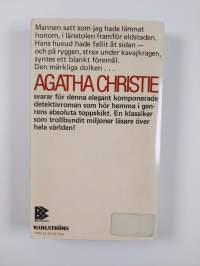 Mannen satt som jag hade lämnat
honom, i länstolen framför eldstaden.
Hans huvud hade fallit åt sidan —
och på ryggen, strax under kavajkragen,
syntes ett blankt föremål.
Den märkliga dolken . . .
AGATHA CHRISTIE
svarar för denna elegant komponerade
detektivroman som hör hemma i gen-
rens absoluta toppskikt. En klassiker
som trollbundit miljoner läsare över
hela världen!
WAHLSTRÖMS